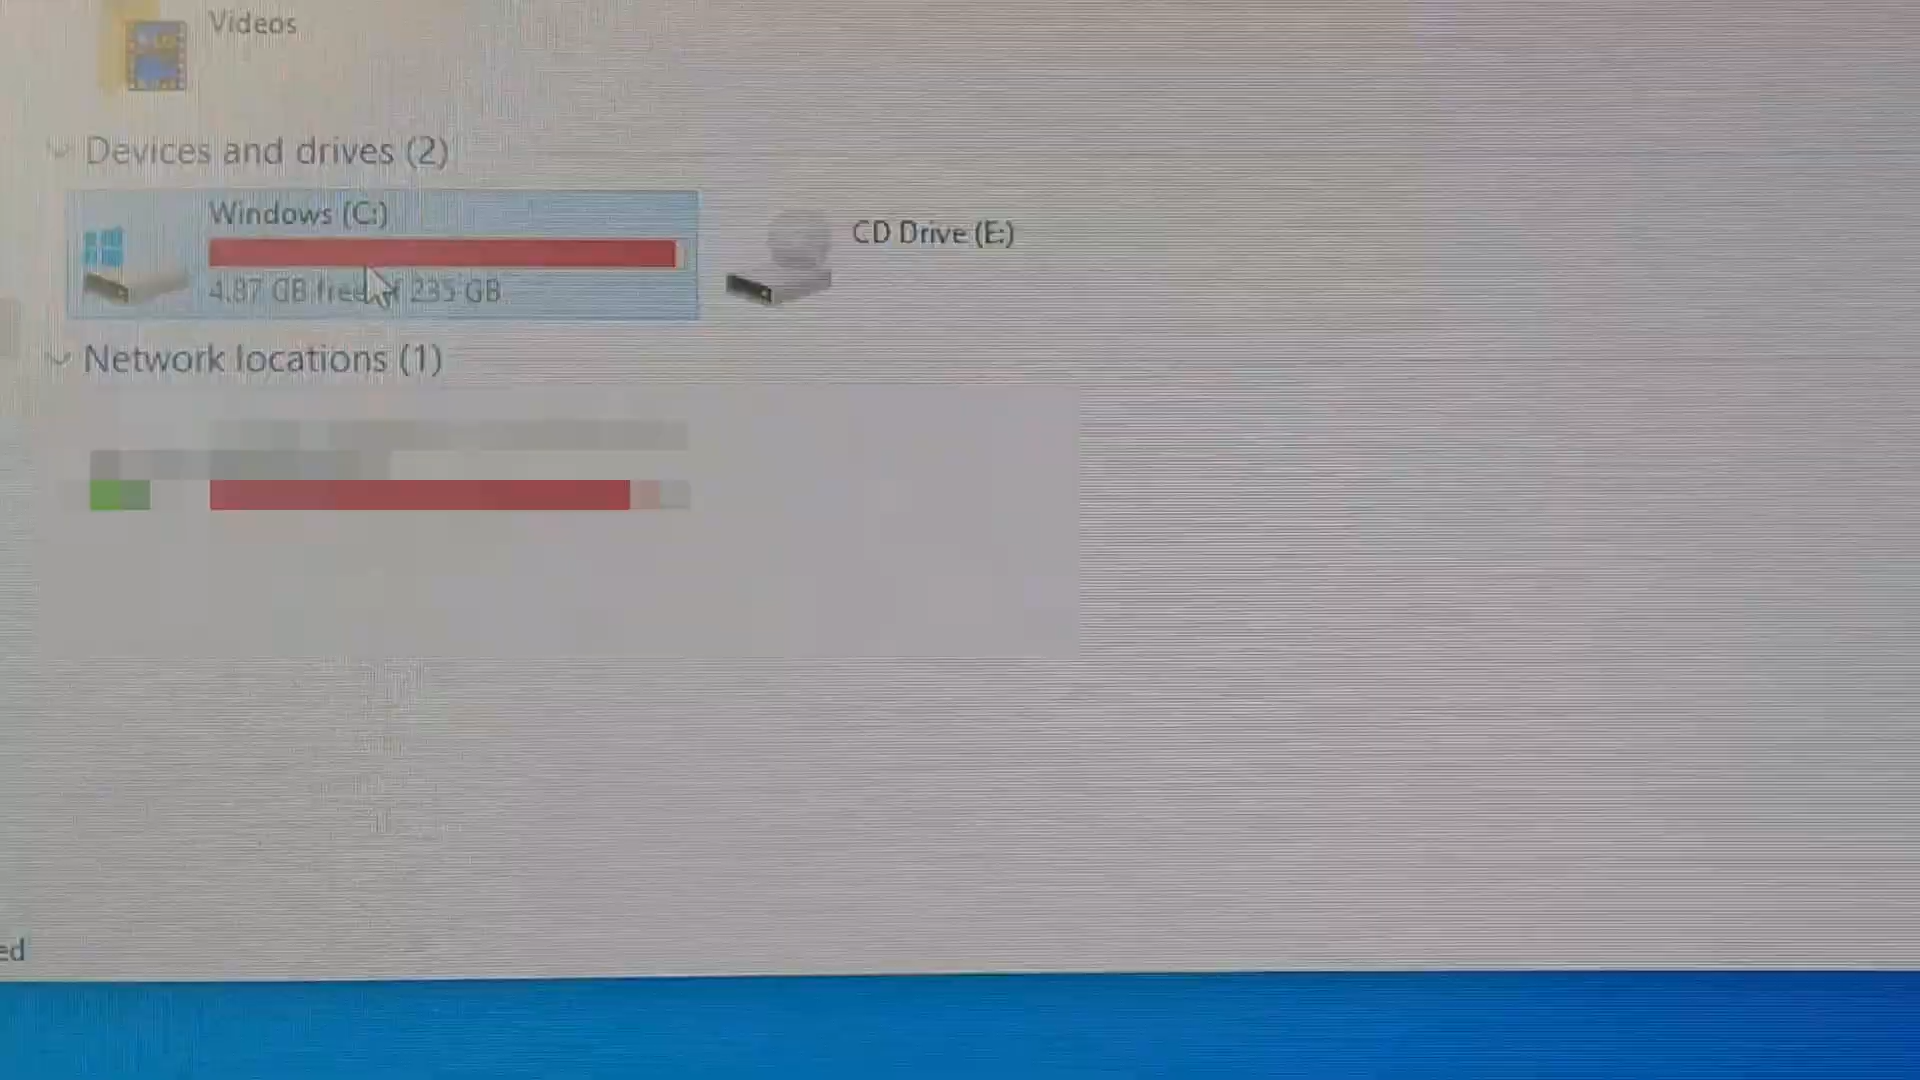 Videos
Devices and drives (2)
Windows (C:)
4.87 GB free of 235 GB
CD Drive (E:)
Network locations (1)
ed